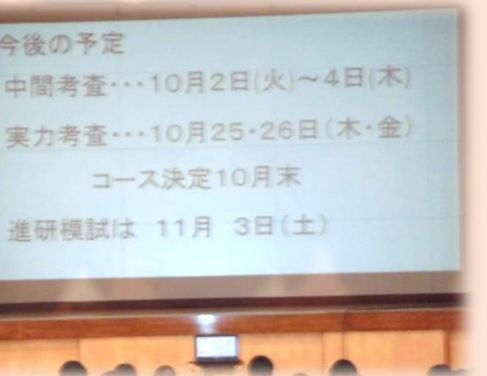 今後の予定
中間考査･･･10月2日(火)～4日(木)
実力考査･･･10月25・26日(木・金)
コース決定10月末
進研模試は 11月 3日(土)